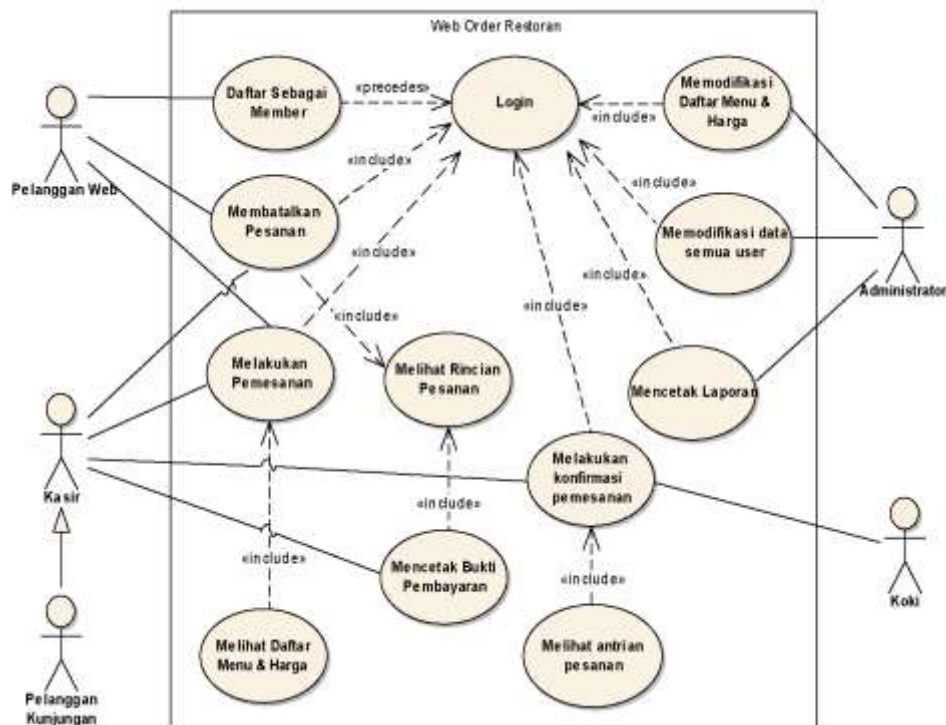 Web Order Restoran
Daftar Sebagai
Member
«precedes»
Login
Memodifikasi
Daftar Menu &
Harga
«include»
Pelanggan Web
«include»
Membatalkan
Pesanan
«include»
Memodifikasi data
semua user
Administrator
«include»
«include»
«include»
«include»
Melakukan
Pemesanan
Melihat Rincian
Pesanan
Mencetak Laporan
Kasir
Melakukan
konfirmasi
pemesanan
«include»
«include»
Mencetak Bukti
Pembayaran
«include»
Koki
Melihat Daftar
Menu & Harga
Melihat antrian
pesanan
Pelanggan
Kunjungan